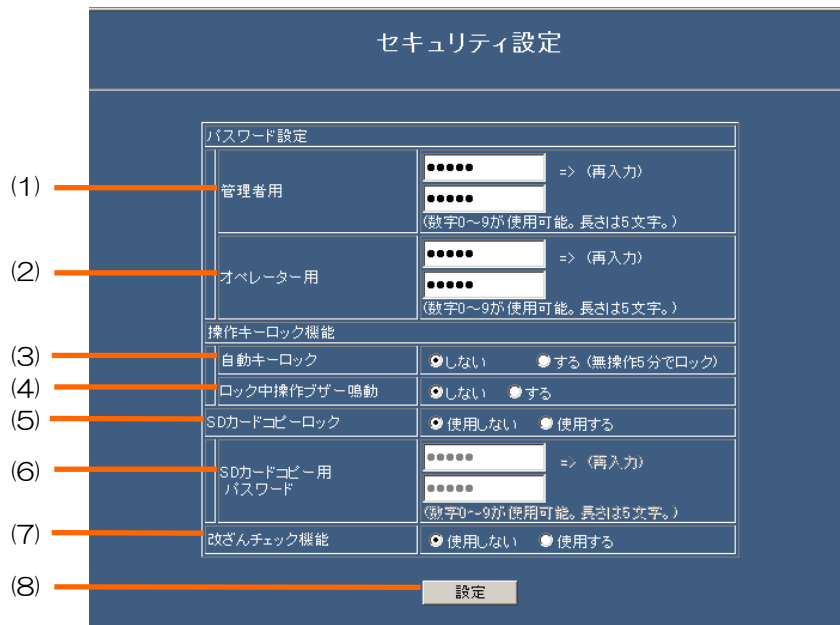 セキュリティ設定
パスワード設定
(1)
管理者用
●●●●●
=> (再入力)
●●●●●
(数字0～9が使用可能。長さは5文字。)
(2)
オペレーター用
●●●●●
=> (再入力)
●●●●●
(数字0～9が使用可能。長さは5文字。)
操作キーロック機能
(3)
自動キーロック
しない
する (無操作5分でロック)
(4)
ロック中操作ブザー鳴動
しない
する
(5)
SDカードコピーロック
使用しない
使用する
(6)
SDカードコピー用
パスワード
●●●●●
=> (再入力)
●●●●●
(数字0～9が使用可能。長さは5文字。)
(7)
改ざんチェック機能
使用しない
使用する
(8)
設定